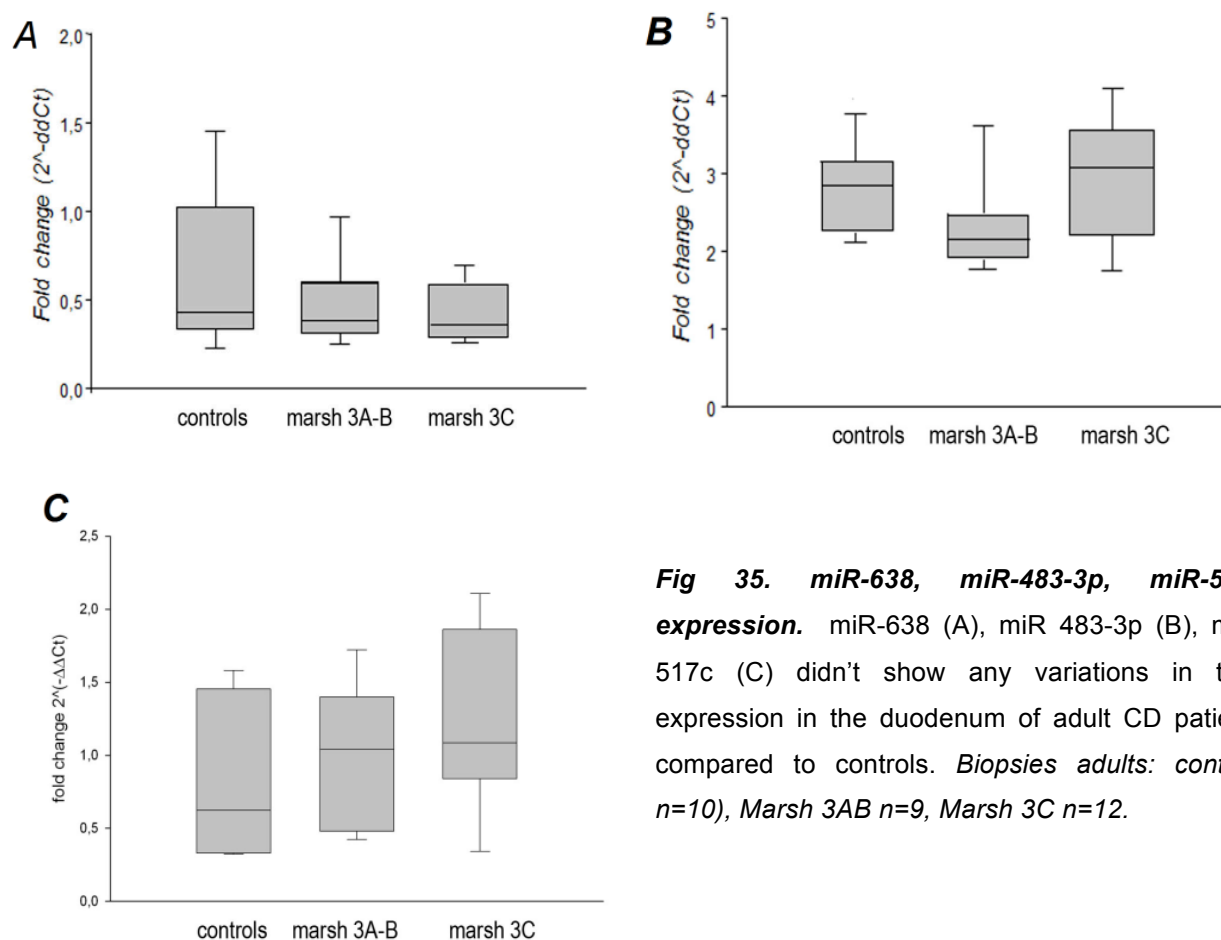 A
2,0
1,5
1,0
0,5
0,0
Fold change (2^-ddCt)
controls marsh 3A-B marsh 3C
B
5
4
3
2
1
0
Fold change (2^-ddCt)
controls marsh 3A-B marsh 3C
C
2,5
2,0
1,5
1,0
0,5
0,0
fold change 2^(-ΔΔCt)
controls marsh 3A-B marsh 3C
Fig 35. miR-638, miR-483-3p,
expression. miR-638 (A), miR 483-3p (B),
517c (C) didn't show any variations in
expression in the duodenum of adult CD
compared to controls. Biopsies adults:
n=10), Marsh 3AB n=9, Marsh 3C n=12.